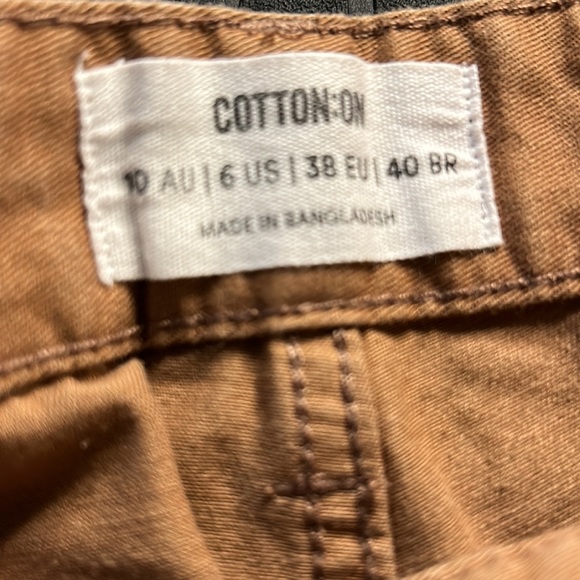 COTTON:ON
10 AU | 6 US | 38 EU | 40 BR
MADE IN BANGLADESH